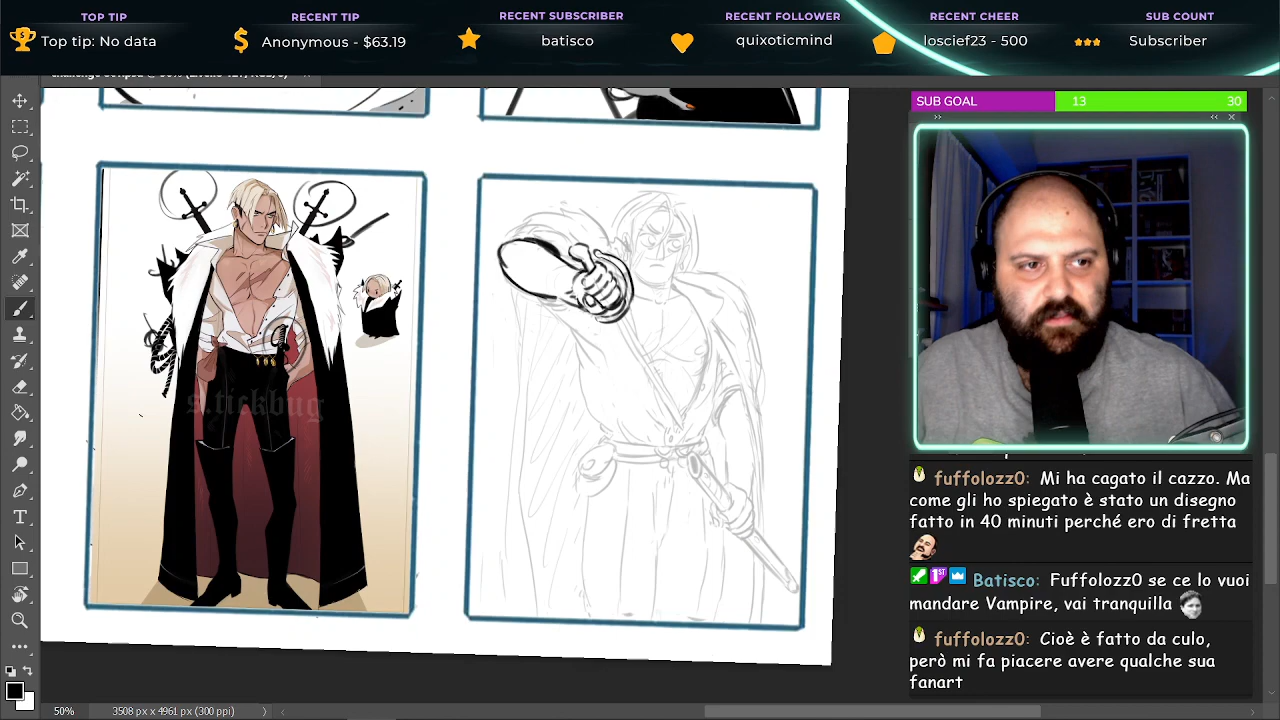 TOP TIP
Top tip: No data
RECENT TIP
Anonymous - $63.19
RECENT SUBSCRIBER
batisco
RECENT FOLLOWER
quixoticmind
RECENT CHEER
loscief23 - 500
SUB COUNT
Subscriber
SUB GOAL 13 30
s.tickbug
fuffolozz0: Mi ha cagato il cazzo. Ma
come gli ho spiegato è stato un disegno
fatto in 40 minuti perché ero di fretta
1ST Batisco: Fuffolozz0 se ce lo vuoi
mandare Vampire, vai tranquilla
fuffolozz0: Cioè è fatto da culo,
però mi fa piacere avere qualche sua
fanart
50% 3508 px x 4961 px (300 ppi)